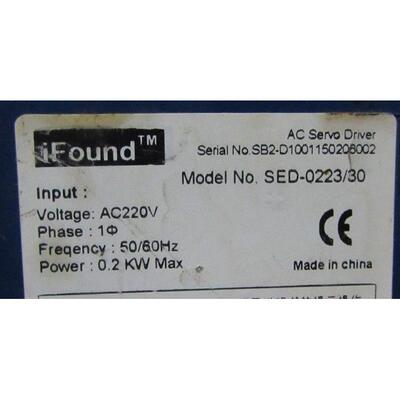 iFound™
AC Servo Driver
Serial No.SB2-D1001150206002
Model No. SED-0223/30
Input :
Voltage: AC220V
Phase : 1Φ
Freqency : 50/60Hz
Power : 0.2 KW Max
CE
Made in china